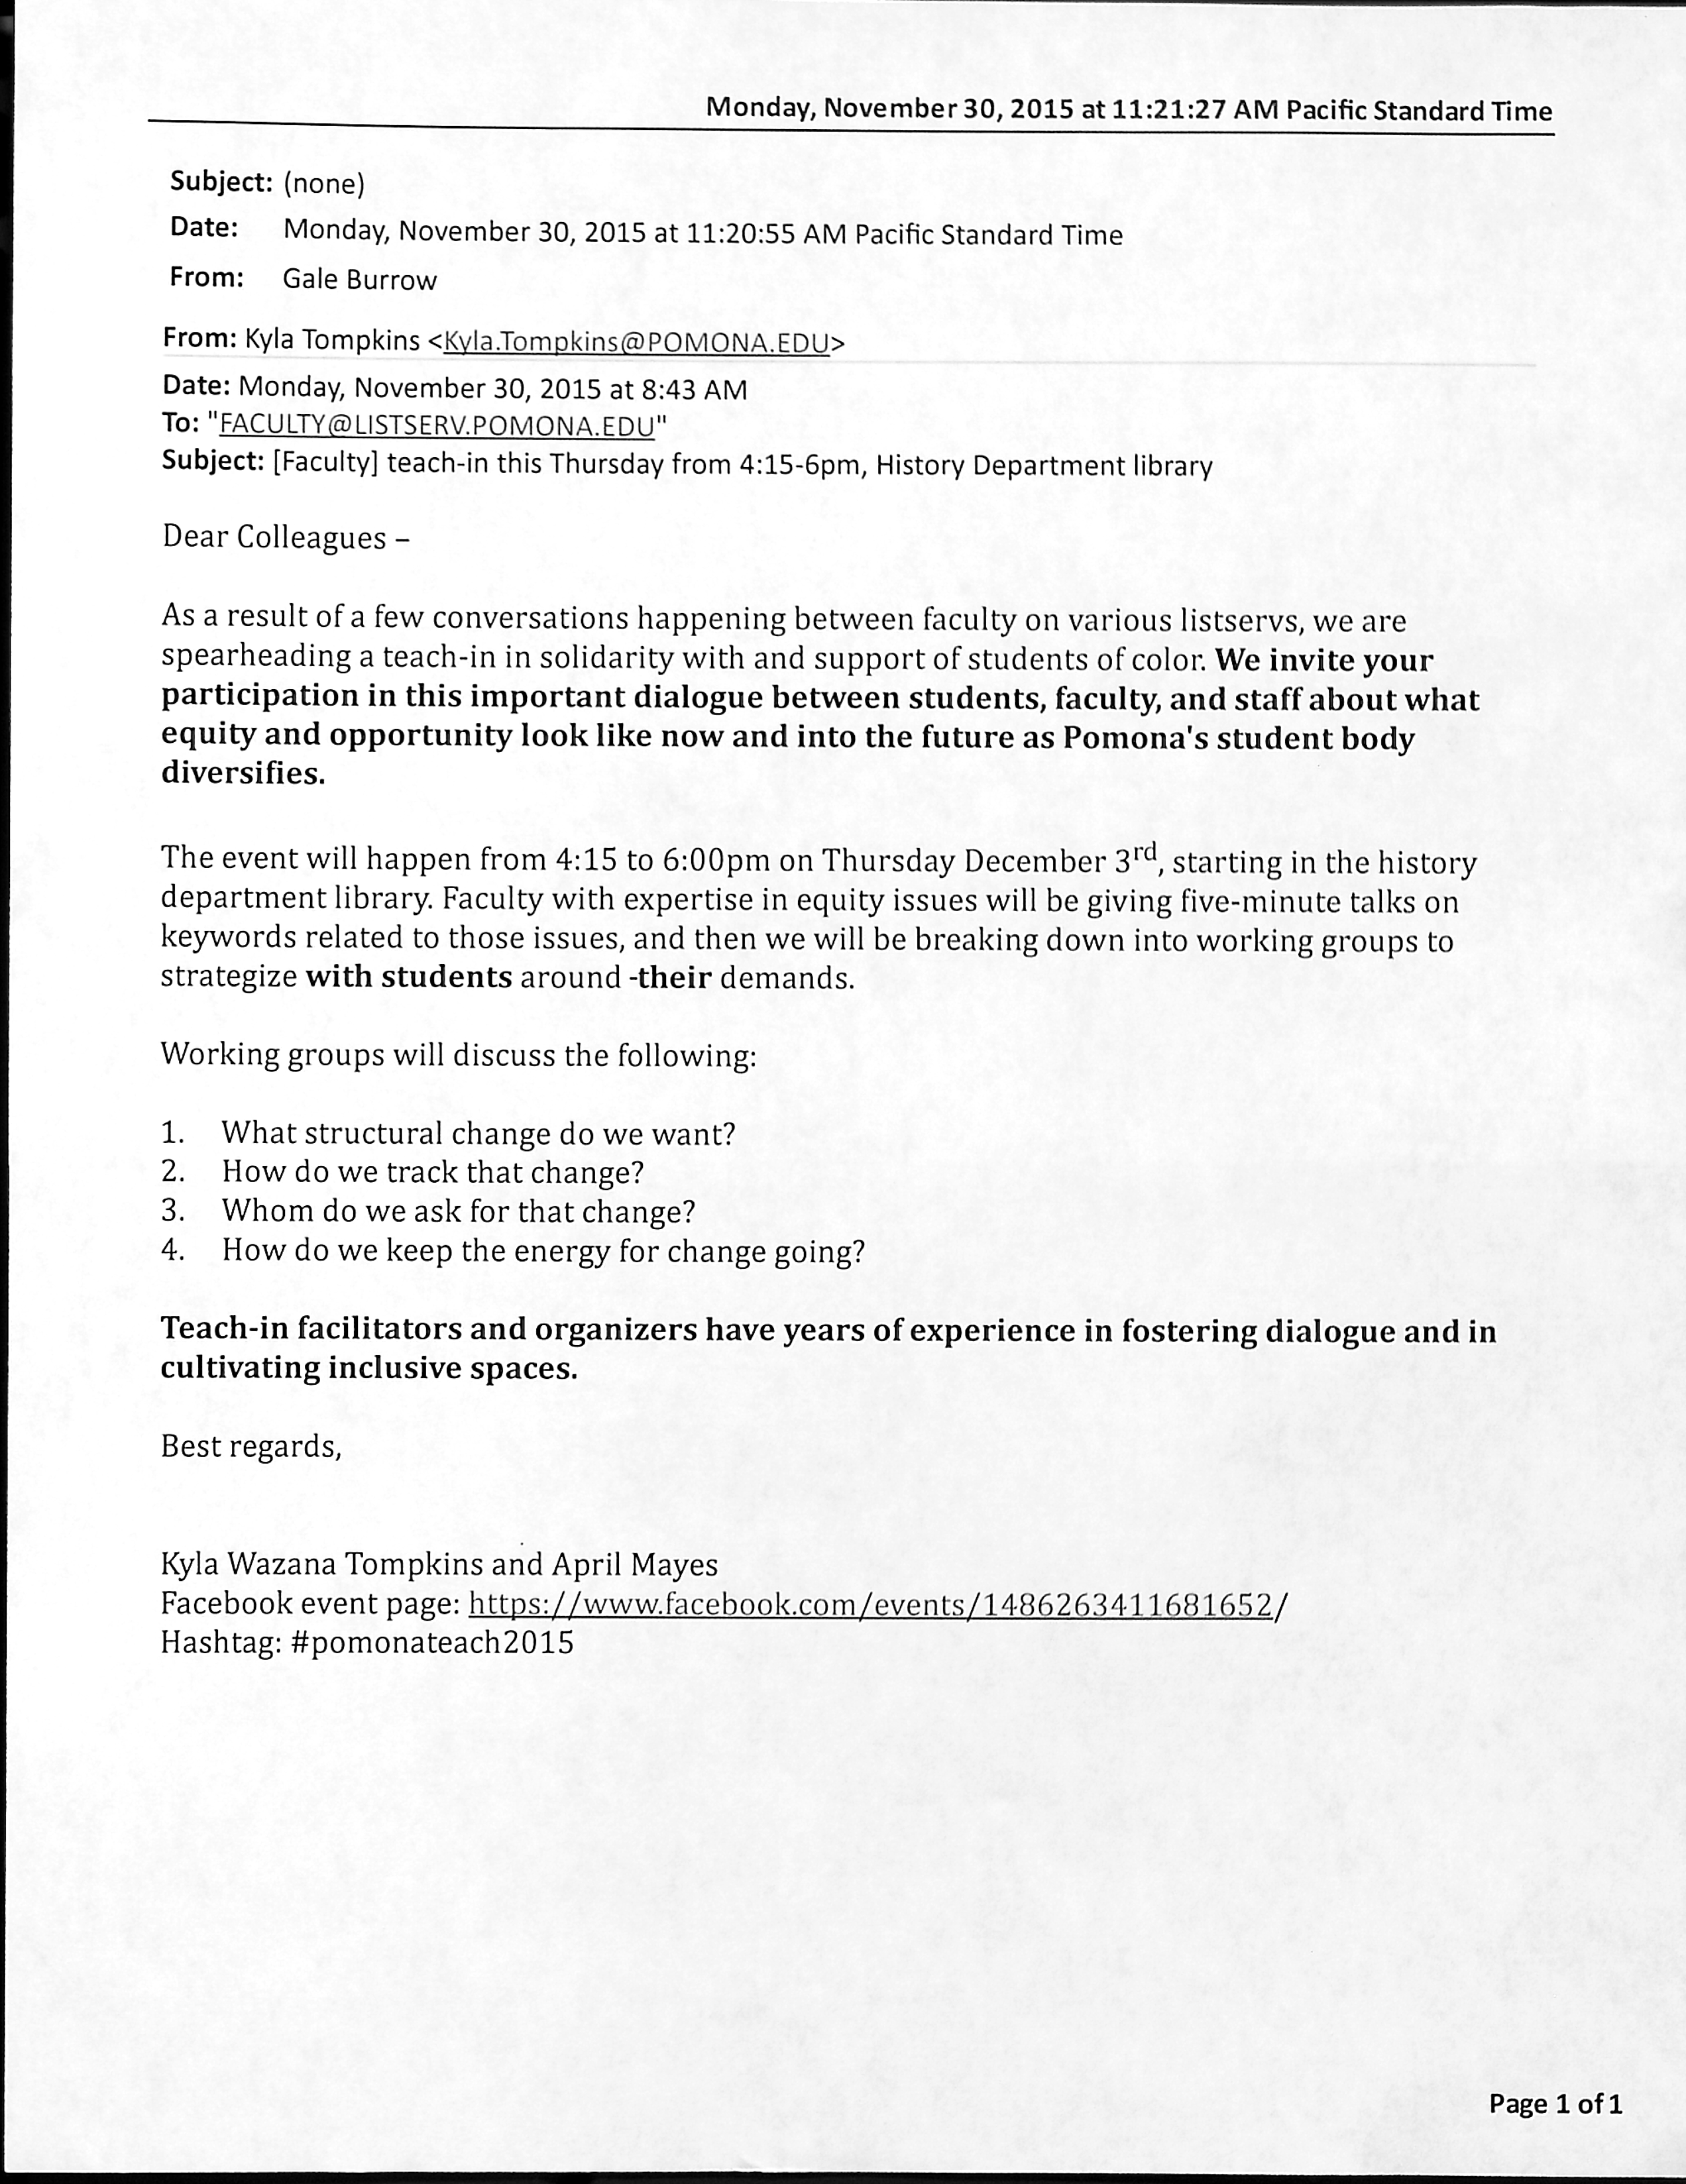 Monday, November 30, 2015 at 11:21:27 AM Pacific Standard Time
Subject: (none)
Date: Monday, November 30, 2015 at 11:20:55 AM Pacific Standard Time
From: Gale Burrow
From: Kyla Tompkins <Kyla.Tompkins@POMONA.EDU>
Date: Monday, November 30, 2015 at 8:43 AM
To: "FACULTY@LISTSERV.POMONA.EDU"
Subject: [Faculty] teach-in this Thursday from 4:15-6pm, History Department library
Dear Colleagues –
As a result of a few conversations happening between faculty on various listservs, we are
spearheading a teach-in in solidarity with and support of students of color. We invite your
participation in this important dialogue between students, faculty, and staff about what
equity and opportunity look like now and into the future as Pomona's student body
diversifies.
The event will happen from 4:15 to 6:00pm on Thursday December 3rd, starting in the history
department library. Faculty with expertise in equity issues will be giving five-minute talks on
keywords related to those issues, and then we will be breaking down into working groups to
strategize with students around -their demands.
Working groups will discuss the following:
1. What structural change do we want?
2. How do we track that change?
3. Whom do we ask for that change?
4. How do we keep the energy for change going?
Teach-in facilitators and organizers have years of experience in fostering dialogue and in
cultivating inclusive spaces.
Best regards,
Kyla Wazana Tompkins and April Mayes
Facebook event page: https://www.facebook.com/events/1486263411681652/
Hashtag: #pomonateach2015
Page 1 of 1